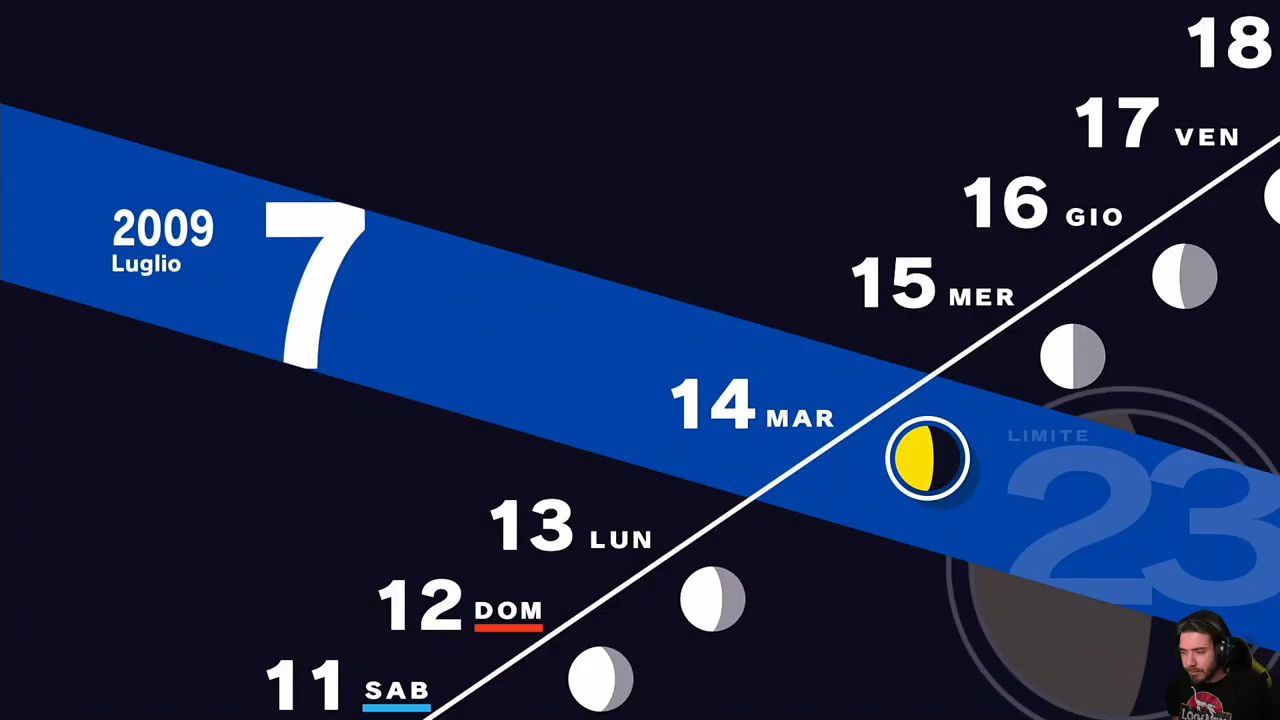 18
17 VEN
16 GIO
15 MER
2009
Luglio
7
14 MAR
LIMITE
23
13 LUN
12 DOM
11 SAB